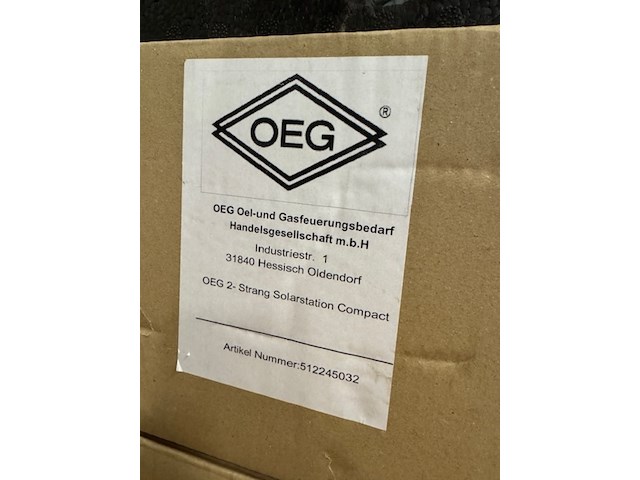 OEG ®
OEG Oel-und Gasfeuerungsbedarf
Handelsgesellschaft m.b.H
Industriestr. 1
31840 Hessisch Oldendorf
OEG 2- Strang Solarstation Compact
Artikel Nummer:512245032